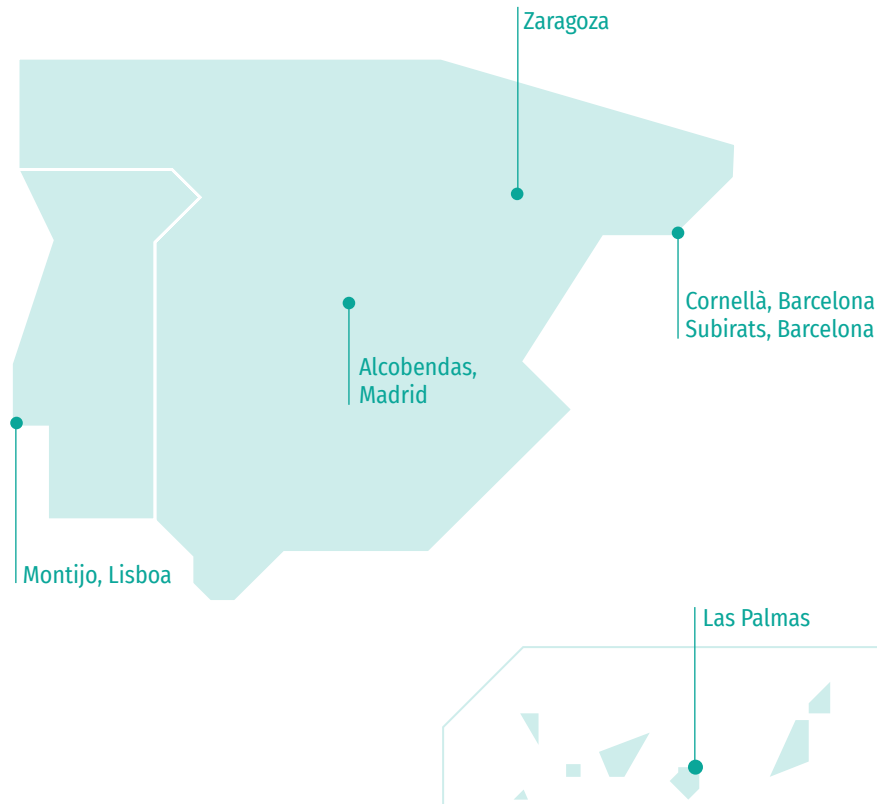 Zaragoza
Cornellà, Barcelona
Subirats, Barcelona
Alcobendas,
Madrid
Montijo, Lisboa
Las Palmas